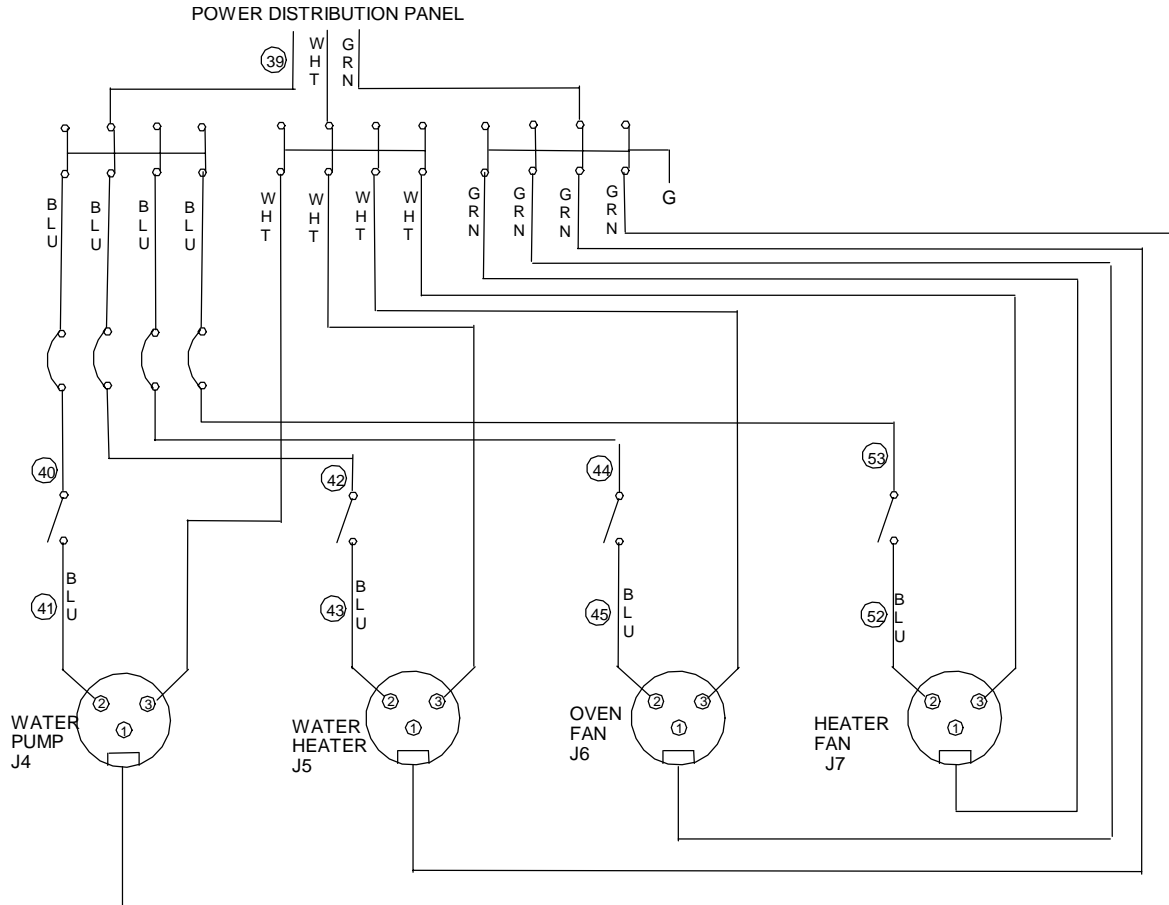 POWER DISTRIBUTION PANEL
39
WHT
GRN
BLU
BLU
BLU
BLU
WHT
WHT
WHT
WHT
GRN
GRN
GRN
GRN
G
40
42
44
53
41
BLU
43
BLU
45
BLU
52
BLU
2
3
1
WATER
PUMP
J4
2
3
1
WATER
HEATER
J5
2
3
1
OVEN
FAN
J6
2
3
1
HEATER
FAN
J7